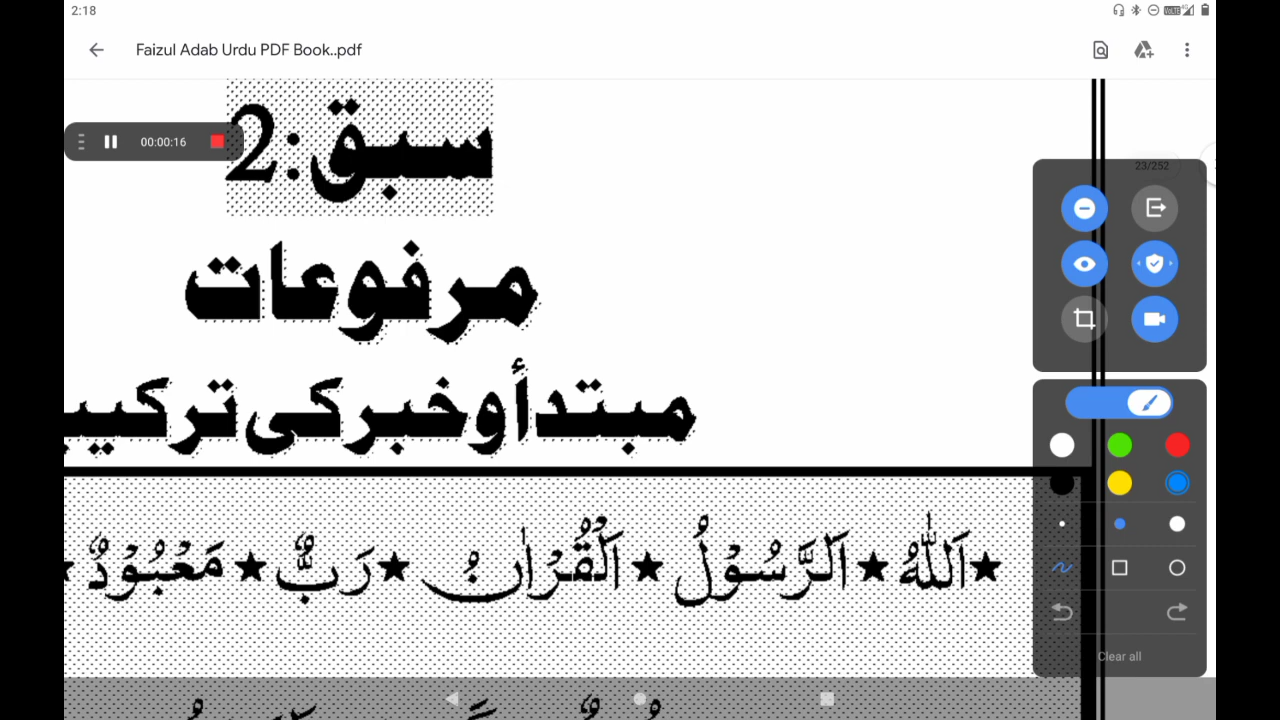 2:18
Faizul Adab Urdu PDF Book..pdf
00:00:16
23/252
سبق:2
مرفوعات
مبتدأوخبرکی
★اَللّٰهُ★اَلرَّسُوْلُ★اَلْقُرْاٰنُ★رَبٌّ★مَعْبُوْدٌ★
Clear all